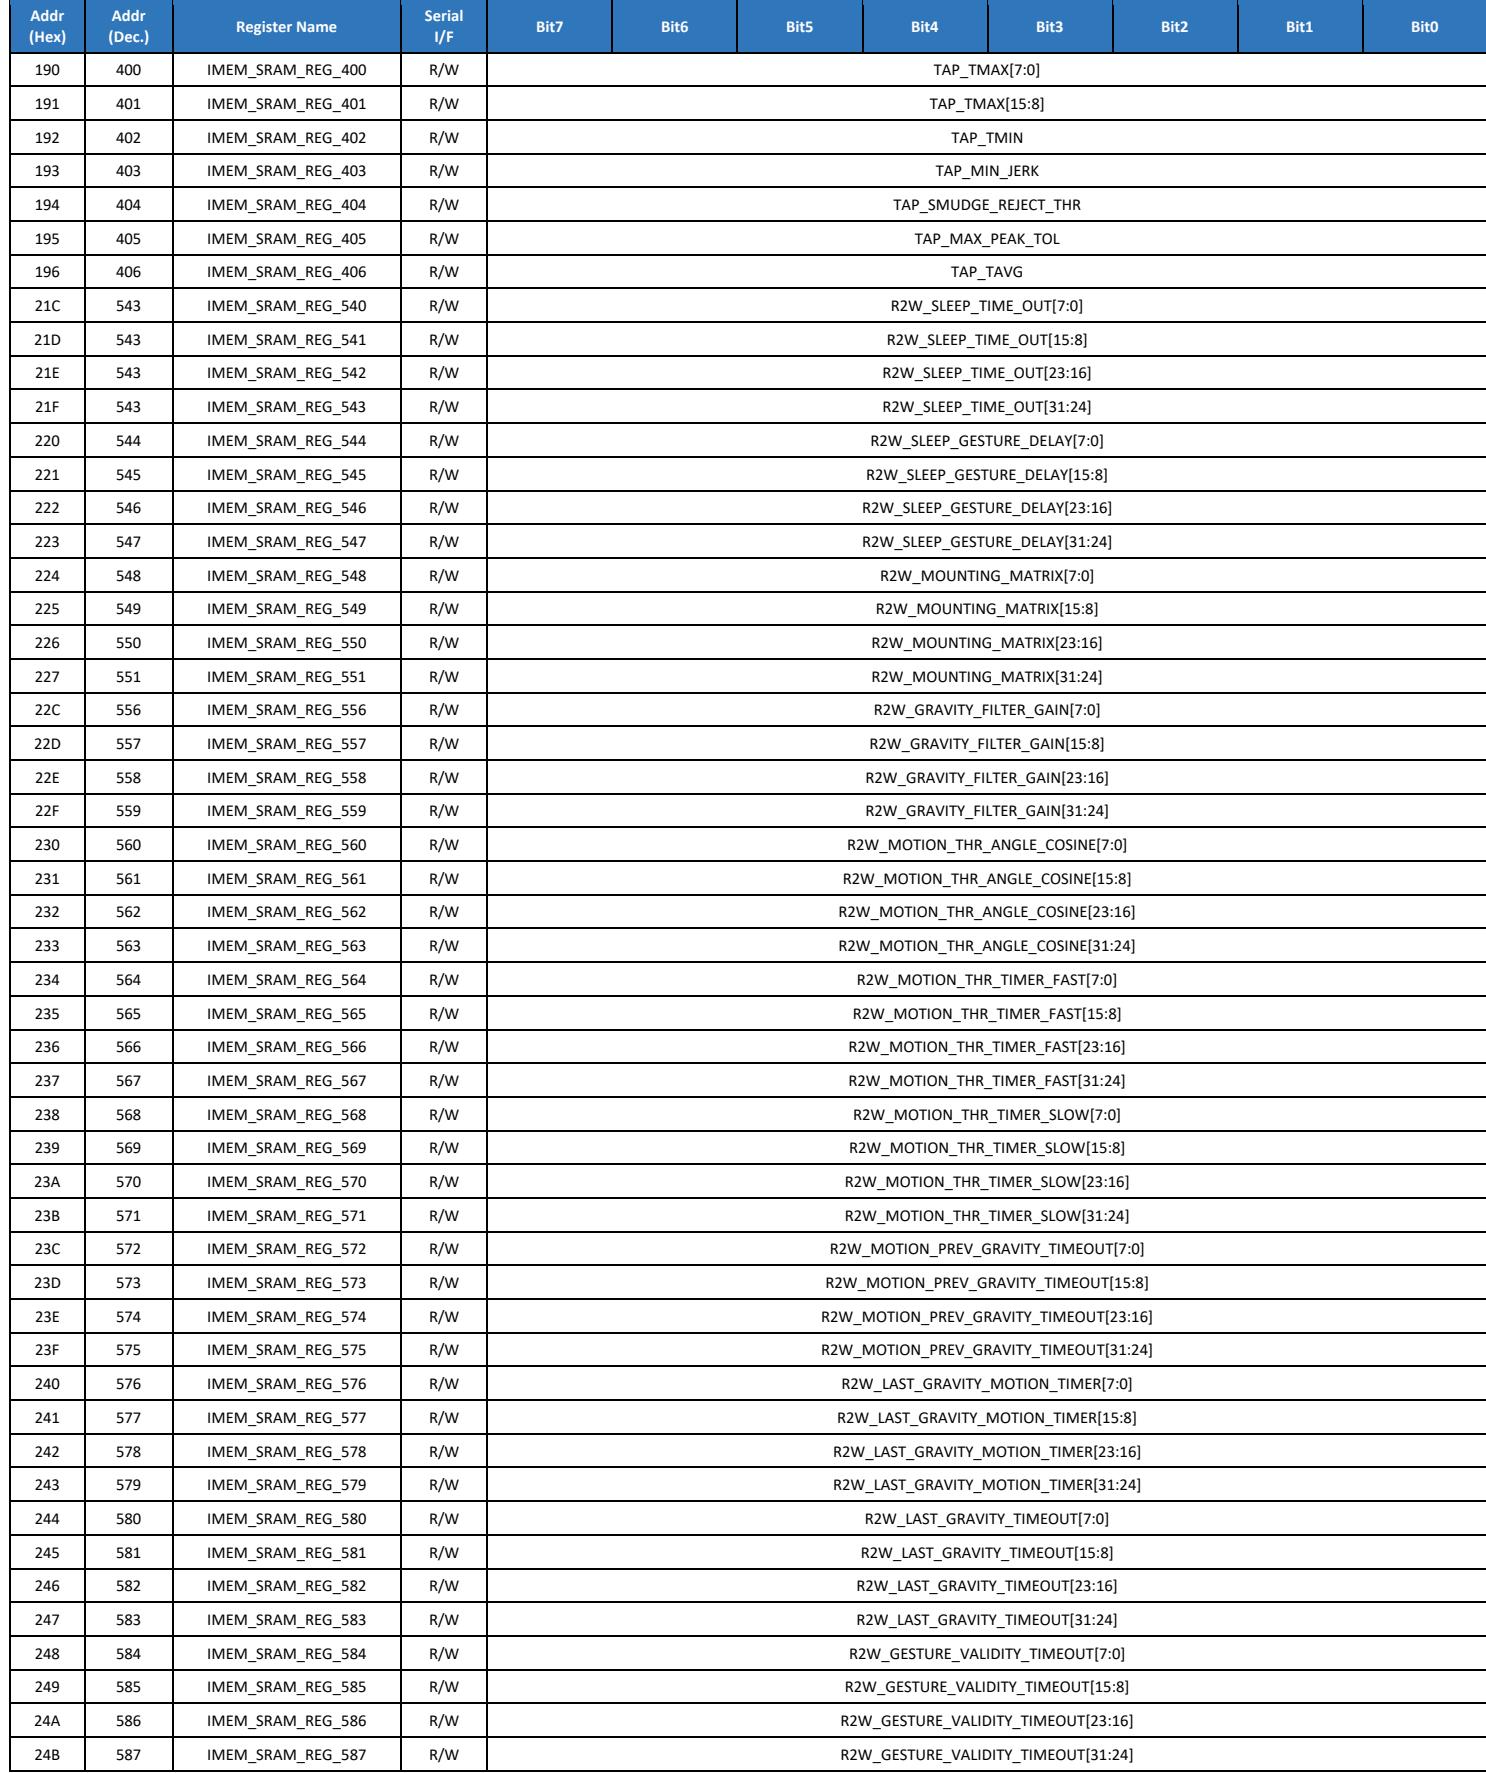 Addr (Hex) Addr (Dec.) Register Name Serial I/F Bit7 Bit6 Bit5 Bit4 Bit3 Bit2 Bit1 Bit0
190 400 IMEM_SRAM_REG_400 R/W TAP_TMAX[7:0]
191 401 IMEM_SRAM_REG_401 R/W TAP_TMAX[15:8]
192 402 IMEM_SRAM_REG_402 R/W TAP_TMIN
193 403 IMEM_SRAM_REG_403 R/W TAP_MIN_JERK
194 404 IMEM_SRAM_REG_404 R/W TAP_SMUDGE_REJECT_THR
195 405 IMEM_SRAM_REG_405 R/W TAP_MAX_PEAK_TOL
196 406 IMEM_SRAM_REG_406 R/W TAP_TAVG
21C 543 IMEM_SRAM_REG_540 R/W R2W_SLEEP_TIME_OUT[7:0]
21D 543 IMEM_SRAM_REG_541 R/W R2W_SLEEP_TIME_OUT[15:8]
21E 543 IMEM_SRAM_REG_542 R/W R2W_SLEEP_TIME_OUT[23:16]
21F 543 IMEM_SRAM_REG_543 R/W R2W_SLEEP_TIME_OUT[31:24]
220 544 IMEM_SRAM_REG_544 R/W R2W_SLEEP_GESTURE_DELAY[7:0]
221 545 IMEM_SRAM_REG_545 R/W R2W_SLEEP_GESTURE_DELAY[15:8]
222 546 IMEM_SRAM_REG_546 R/W R2W_SLEEP_GESTURE_DELAY[23:16]
223 547 IMEM_SRAM_REG_547 R/W R2W_SLEEP_GESTURE_DELAY[31:24]
224 548 IMEM_SRAM_REG_548 R/W R2W_MOUNTING_MATRIX[7:0]
225 549 IMEM_SRAM_REG_549 R/W R2W_MOUNTING_MATRIX[15:8]
226 550 IMEM_SRAM_REG_550 R/W R2W_MOUNTING_MATRIX[23:16]
227 551 IMEM_SRAM_REG_551 R/W R2W_MOUNTING_MATRIX[31:24]
22C 556 IMEM_SRAM_REG_556 R/W R2W_GRAVITY_FILTER_GAIN[7:0]
22D 557 IMEM_SRAM_REG_557 R/W R2W_GRAVITY_FILTER_GAIN[15:8]
22E 558 IMEM_SRAM_REG_558 R/W R2W_GRAVITY_FILTER_GAIN[23:16]
22F 559 IMEM_SRAM_REG_559 R/W R2W_GRAVITY_FILTER_GAIN[31:24]
230 560 IMEM_SRAM_REG_560 R/W R2W_MOTION_THR_ANGLE_COSINE[7:0]
231 561 IMEM_SRAM_REG_561 R/W R2W_MOTION_THR_ANGLE_COSINE[15:8]
232 562 IMEM_SRAM_REG_562 R/W R2W_MOTION_THR_ANGLE_COSINE[23:16]
233 563 IMEM_SRAM_REG_563 R/W R2W_MOTION_THR_ANGLE_COSINE[31:24]
234 564 IMEM_SRAM_REG_564 R/W R2W_MOTION_THR_TIMER_FAST[7:0]
235 565 IMEM_SRAM_REG_565 R/W R2W_MOTION_THR_TIMER_FAST[15:8]
236 566 IMEM_SRAM_REG_566 R/W R2W_MOTION_THR_TIMER_FAST[23:16]
237 567 IMEM_SRAM_REG_567 R/W R2W_MOTION_THR_TIMER_FAST[31:24]
238 568 IMEM_SRAM_REG_568 R/W R2W_MOTION_THR_TIMER_SLOW[7:0]
239 569 IMEM_SRAM_REG_569 R/W R2W_MOTION_THR_TIMER_SLOW[15:8]
23A 570 IMEM_SRAM_REG_570 R/W R2W_MOTION_THR_TIMER_SLOW[23:16]
23B 571 IMEM_SRAM_REG_571 R/W R2W_MOTION_THR_TIMER_SLOW[31:24]
23C 572 IMEM_SRAM_REG_572 R/W R2W_MOTION_PREV_GRAVITY_TIMEOUT[7:0]
23D 573 IMEM_SRAM_REG_573 R/W R2W_MOTION_PREV_GRAVITY_TIMEOUT[15:8]
23E 574 IMEM_SRAM_REG_574 R/W R2W_MOTION_PREV_GRAVITY_TIMEOUT[23:16]
23F 575 IMEM_SRAM_REG_575 R/W R2W_MOTION_PREV_GRAVITY_TIMEOUT[31:24]
240 576 IMEM_SRAM_REG_576 R/W R2W_LAST_GRAVITY_MOTION_TIMER[7:0]
241 577 IMEM_SRAM_REG_577 R/W R2W_LAST_GRAVITY_MOTION_TIMER[15:8]
242 578 IMEM_SRAM_REG_578 R/W R2W_LAST_GRAVITY_MOTION_TIMER[23:16]
243 579 IMEM_SRAM_REG_579 R/W R2W_LAST_GRAVITY_MOTION_TIMER[31:24]
244 580 IMEM_SRAM_REG_580 R/W R2W_LAST_GRAVITY_TIMEOUT[7:0]
245 581 IMEM_SRAM_REG_581 R/W R2W_LAST_GRAVITY_TIMEOUT[15:8]
246 582 IMEM_SRAM_REG_582 R/W R2W_LAST_GRAVITY_TIMEOUT[23:16]
247 583 IMEM_SRAM_REG_583 R/W R2W_LAST_GRAVITY_TIMEOUT[31:24]
248 584 IMEM_SRAM_REG_584 R/W R2W_GESTURE_VALIDITY_TIMEOUT[7:0]
249 585 IMEM_SRAM_REG_585 R/W R2W_GESTURE_VALIDITY_TIMEOUT[15:8]
24A 586 IMEM_SRAM_REG_586 R/W R2W_GESTURE_VALIDITY_TIMEOUT[23:16]
24B 587 IMEM_SRAM_REG_587 R/W R2W_GESTURE_VALIDITY_TIMEOUT[31:24]